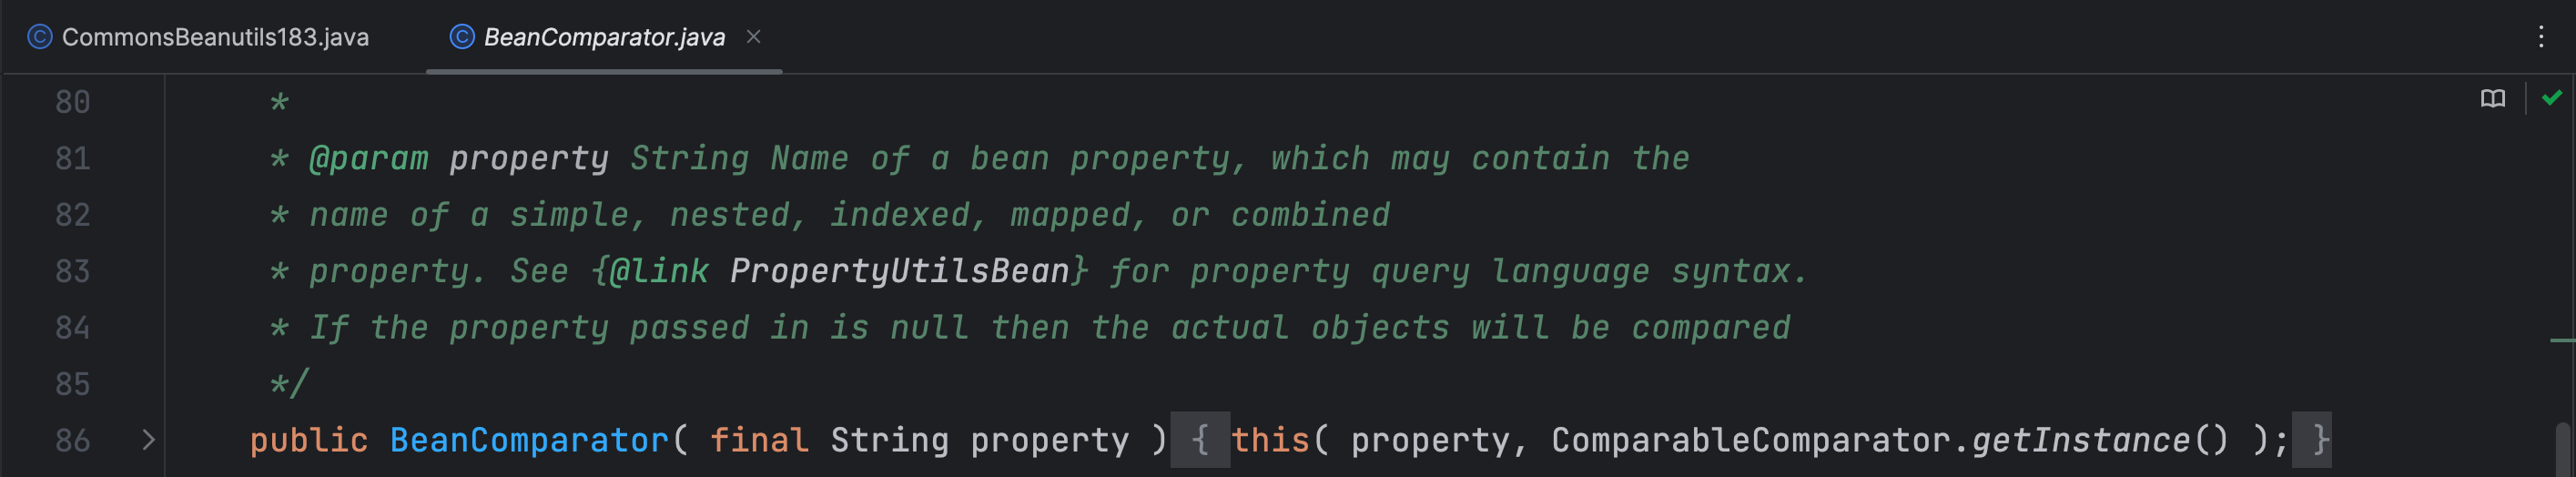 CommonsBeanutils183.java BeanComparator.java
80 *
81 * @param property String Name of a bean property, which may contain the
82 * name of a simple, nested, indexed, mapped, or combined
83 * property. See {@link PropertyUtilsBean} for property query language syntax.
84 * If the property passed in is null then the actual objects will be compared
85 */
86 public BeanComparator( final String property ) { this( property, ComparableComparator.getInstance() ); }